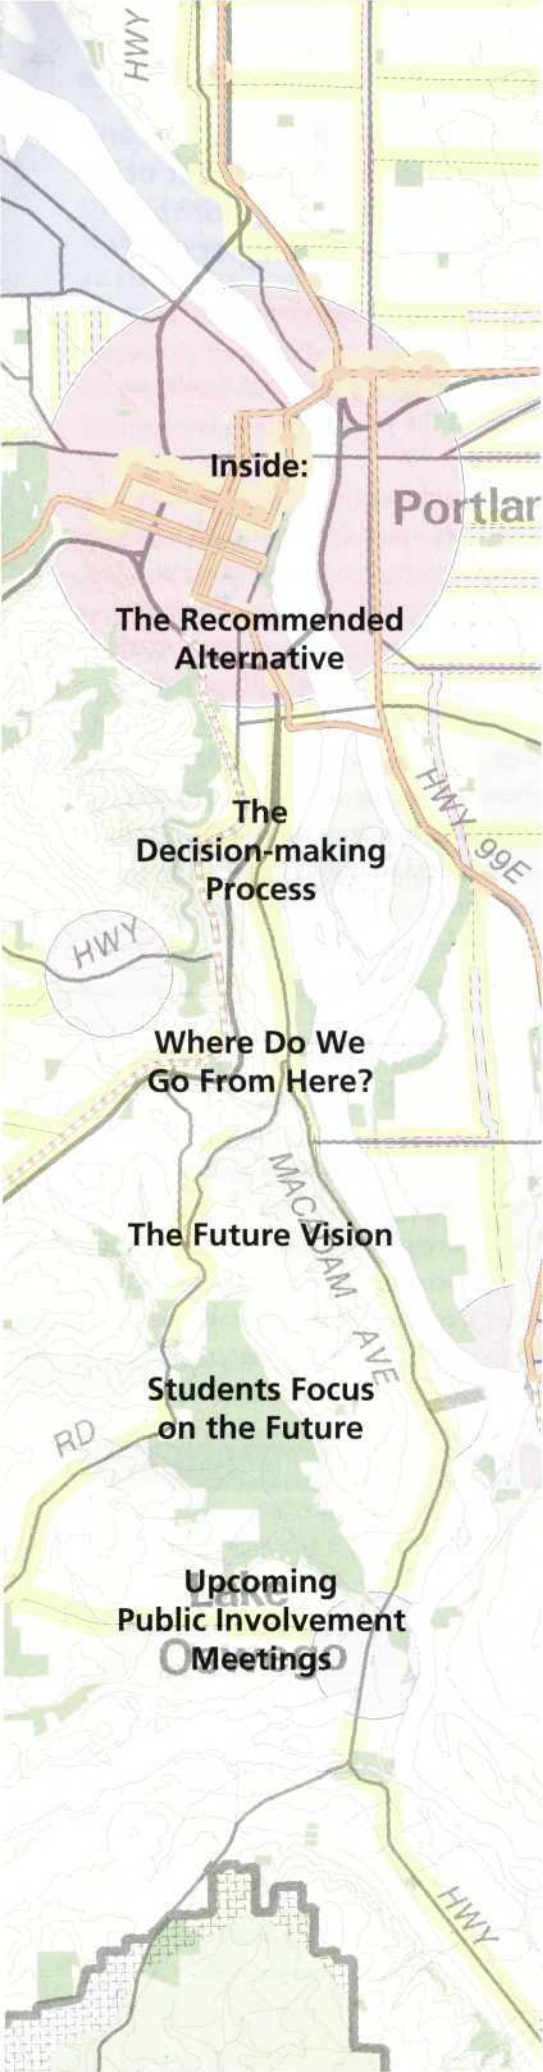 HWY
Inside:
Portlan
The Recommended
Alternative
HWY 99E
The
Decision-making
Process
HWY
Where Do We
Go From Here?
MACADAM AVE
The Future Vision
Students Focus
on the Future
RD
Upcoming
Lake
Public Involvement
Oswego
Meetings
HWY